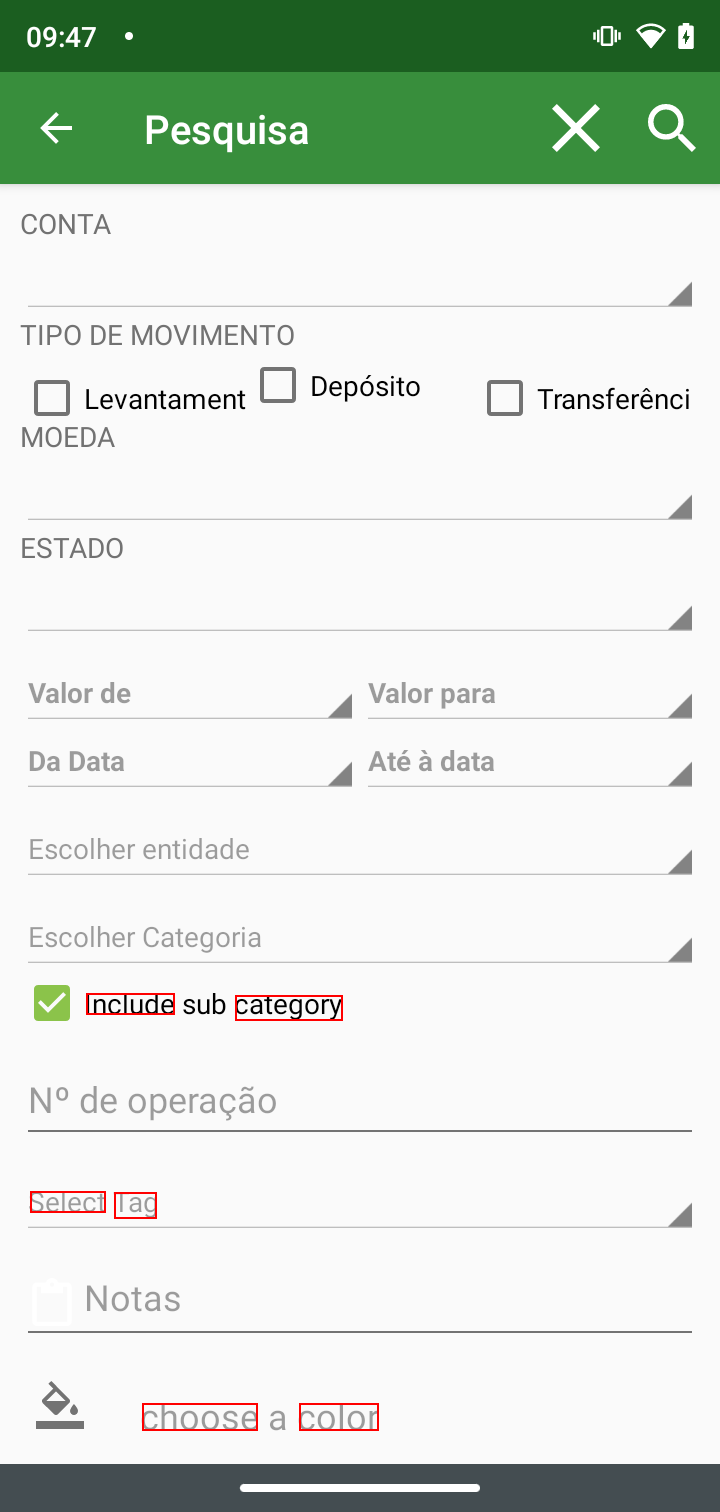 09:47
Pesquisa
CONTA
TIPO DE MOVIMENTO
Levantament Depósito Transferênci
MOEDA
ESTADO
Valor de Valor para
Da Data Até à data
Escolher entidade
Escolher Categoria
Include sub category
Nº de operação
Select Tag
Notas
choose a color